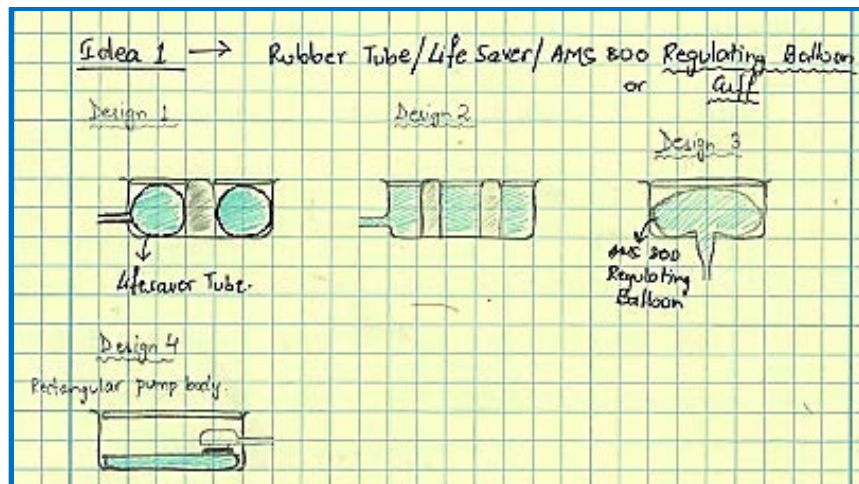 Idea 1 → Rubber Tube/Life Saver/AMS 800 Regulating Balloon
or Cuff
Design 1
Design 2
Design 3
Lifesaver Tube.
AMS 800
Regulating
Balloon
Design 4
Rectangular pump body.